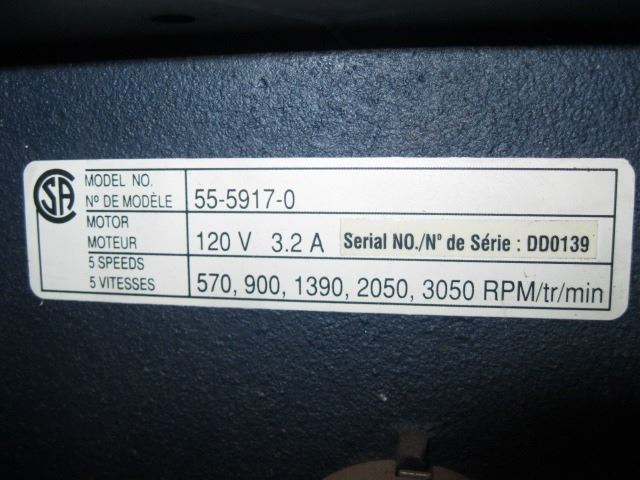 SA
MODEL NO.
Nº DE MODÈLE 55-5917-0
MOTOR
MOTEUR 120 V 3.2 A Serial NO./Nº de Série : DD0139
5 SPEEDS
5 VITESSES 570, 900, 1390, 2050, 3050 RPM/tr/min